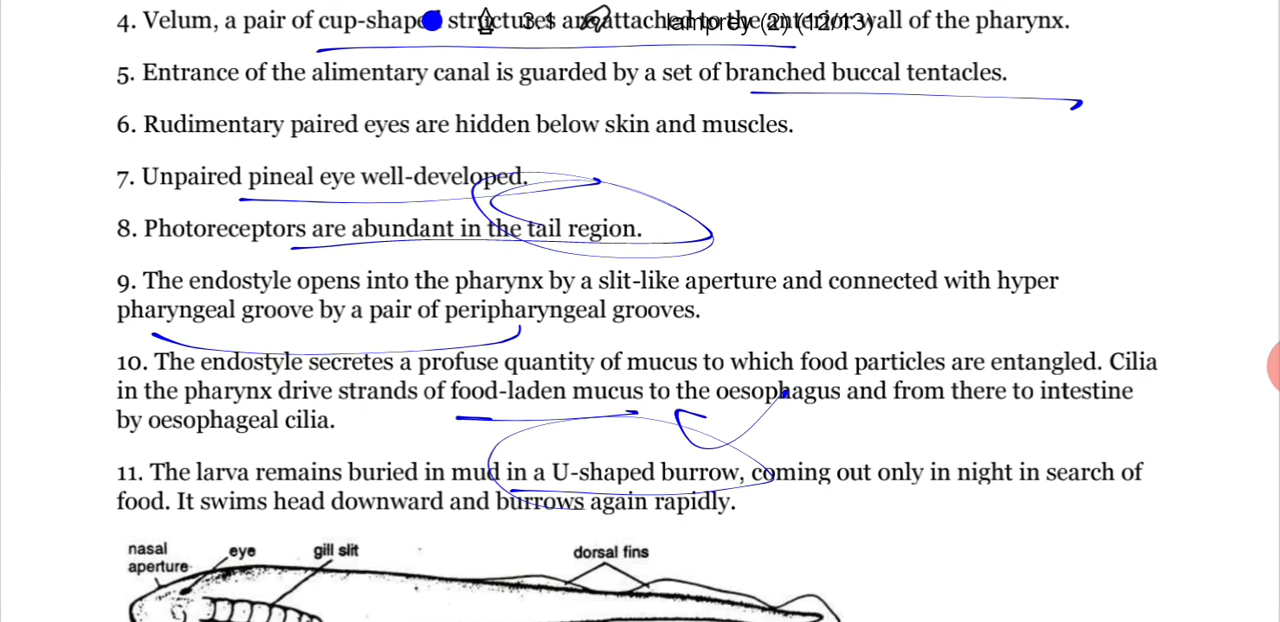 4. Velum, a pair of cup-shaped structures are attached to the anterior wall of the pharynx.
3.1
lamprey (2) (12/13)
5. Entrance of the alimentary canal is guarded by a set of branched buccal tentacles.
6. Rudimentary paired eyes are hidden below skin and muscles.
7. Unpaired pineal eye well-developed.
8. Photoreceptors are abundant in the tail region.
9. The endostyle opens into the pharynx by a slit-like aperture and connected with hyper
pharyngeal groove by a pair of peripharyngeal grooves.
10. The endostyle secretes a profuse quantity of mucus to which food particles are entangled. Cilia
in the pharynx drive strands of food-laden mucus to the oesophagus and from there to intestine
by oesophageal cilia.
11. The larva remains buried in mud in a U-shaped burrow, coming out only in night in search of
food. It swims head downward and burrows again rapidly.
nasal
aperture
eye
gill slit
dorsal fins